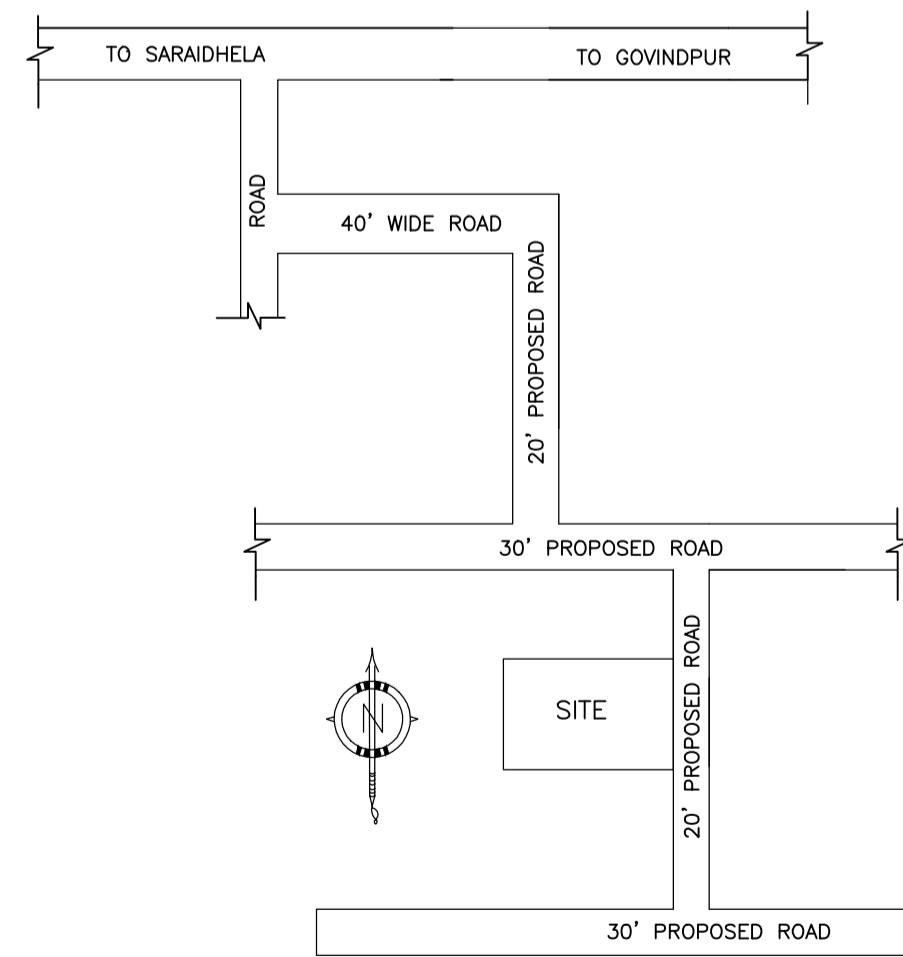 TO SARAIDHELA
TO GOVINDPUR
ROAD
40' WIDE ROAD
20' PROPOSED ROAD
30' PROPOSED ROAD
20' PROPOSED ROAD
SITE
N
30' PROPOSED ROAD